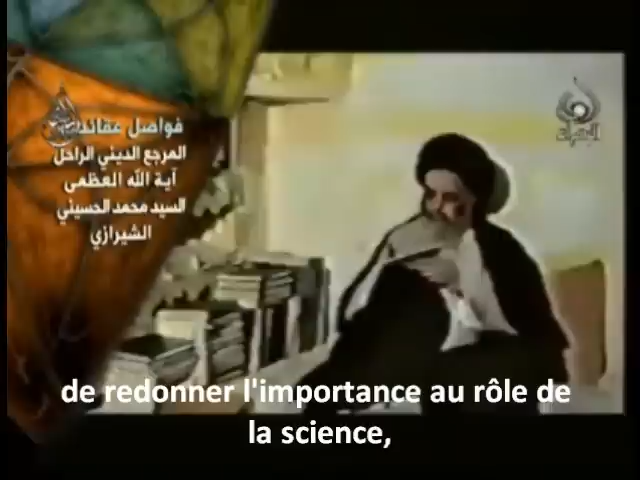 فواصل عقائد
المرجع الديني الراحل
آية الله العظمى
السيد محمد الحسيني
الشيرازي
de redonner l'importance au rôle de
la science,